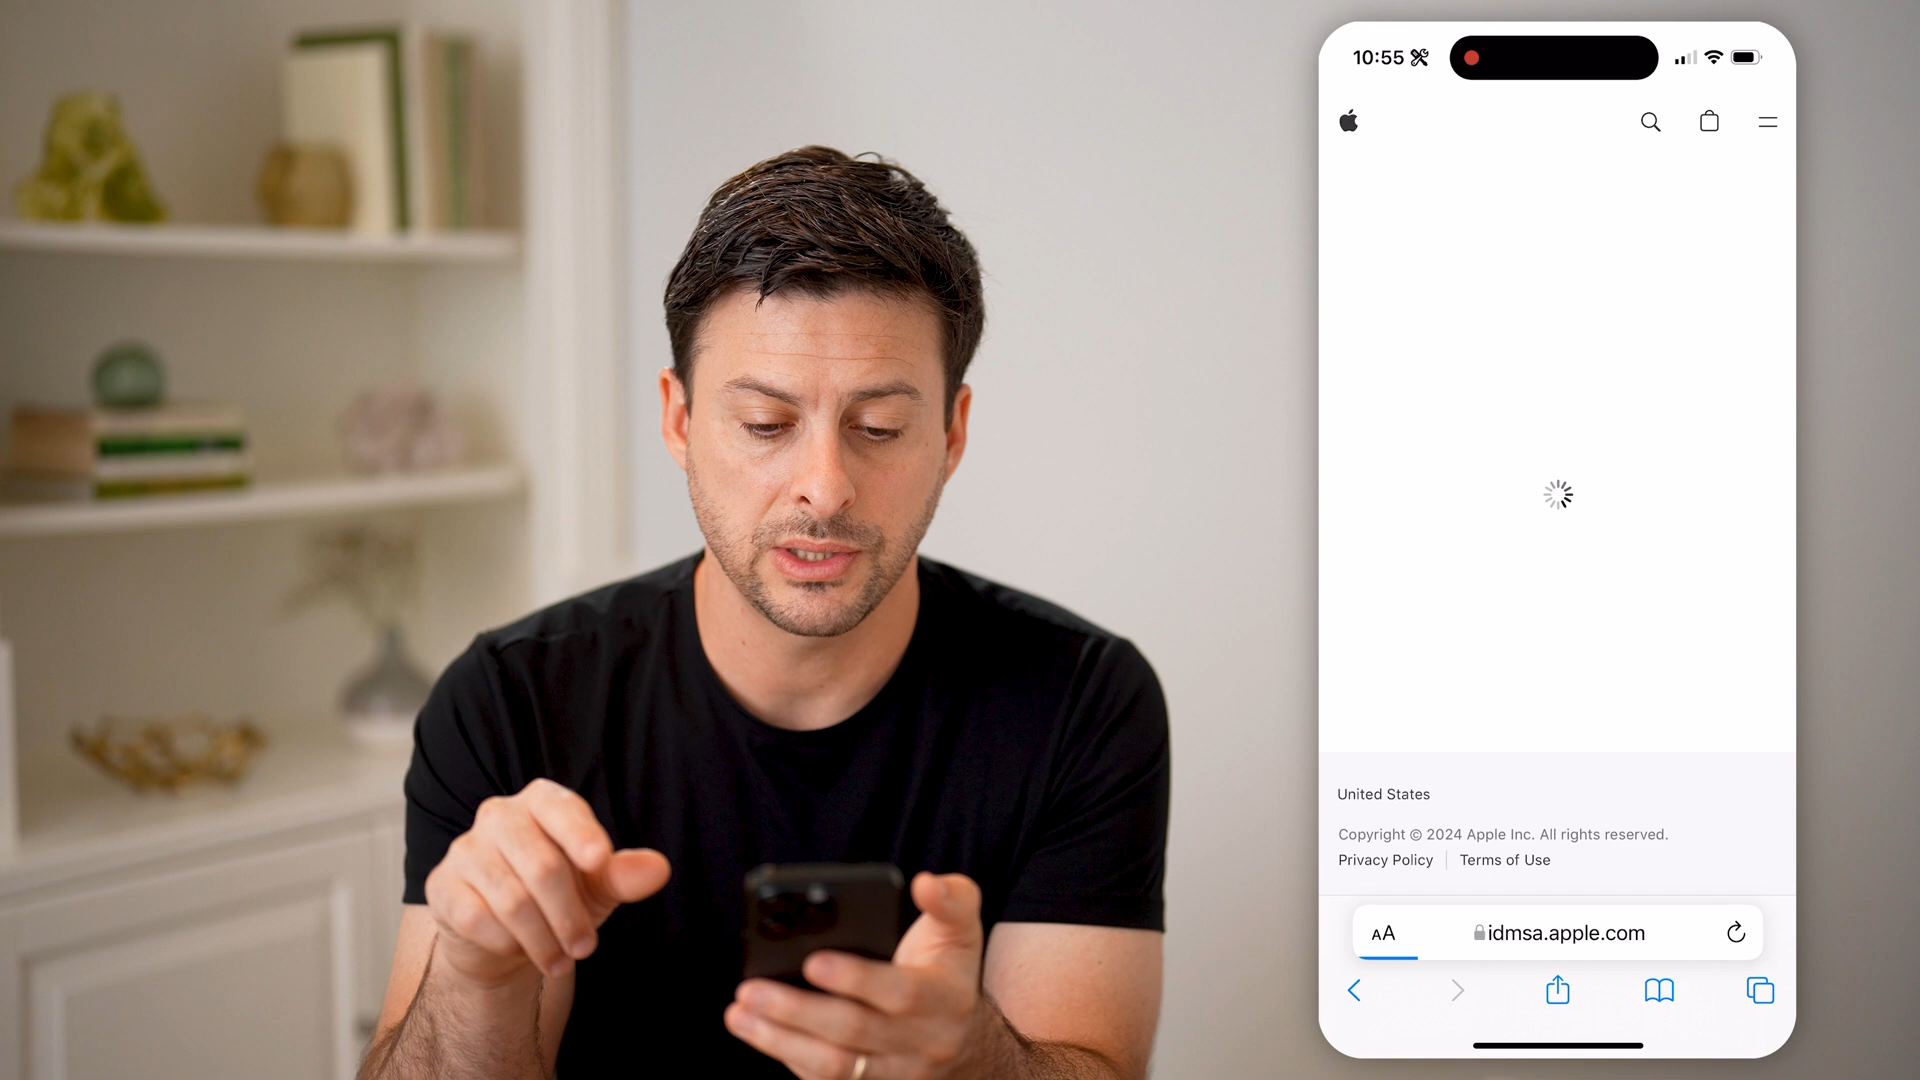 10:55
United States
Copyright © 2024 Apple Inc. All rights reserved.
Privacy Policy | Terms of Use
AA idmsa.apple.com